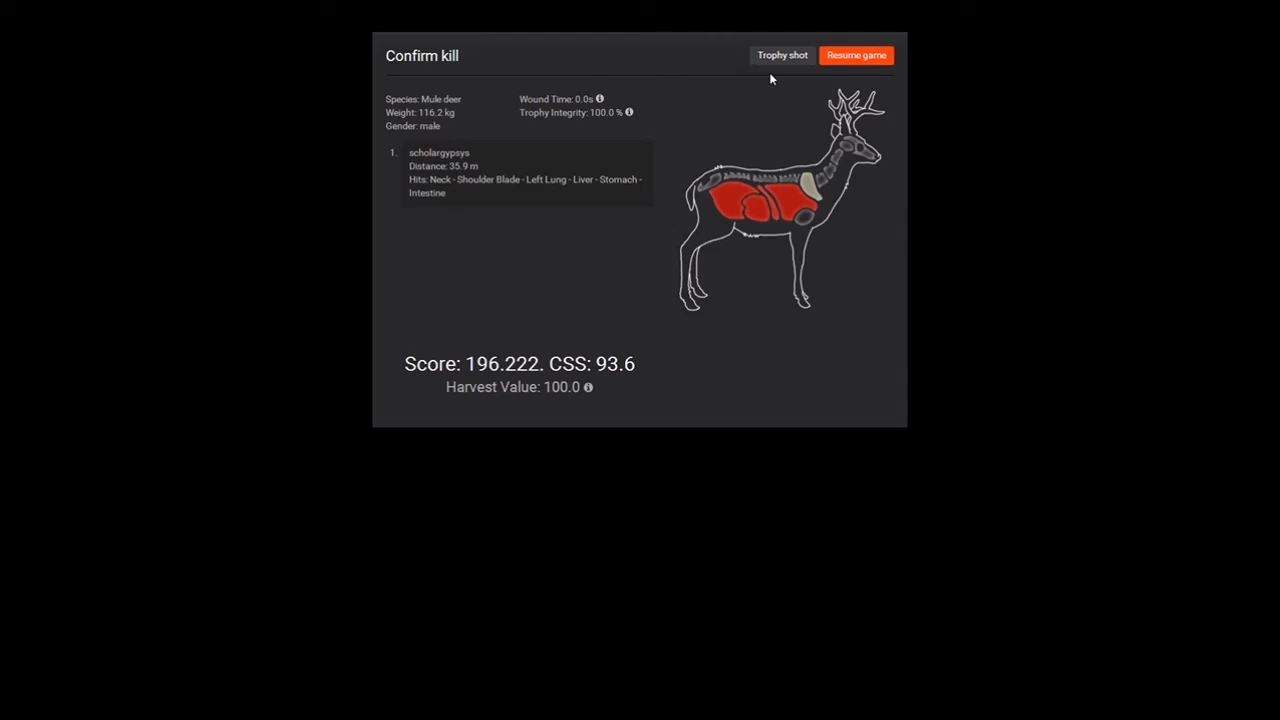 Confirm kill
Trophy shot
Resume game
Species: Mule deer
Weight: 116.2 kg
Gender: male
Wound Time: 0.0s
Trophy Integrity: 100.0 %
1. scholargypsys
Distance: 35.9 m
Hits: Neck - Shoulder Blade - Left Lung - Liver - Stomach -
Intestine
Score: 196.222. CSS: 93.6
Harvest Value: 100.0